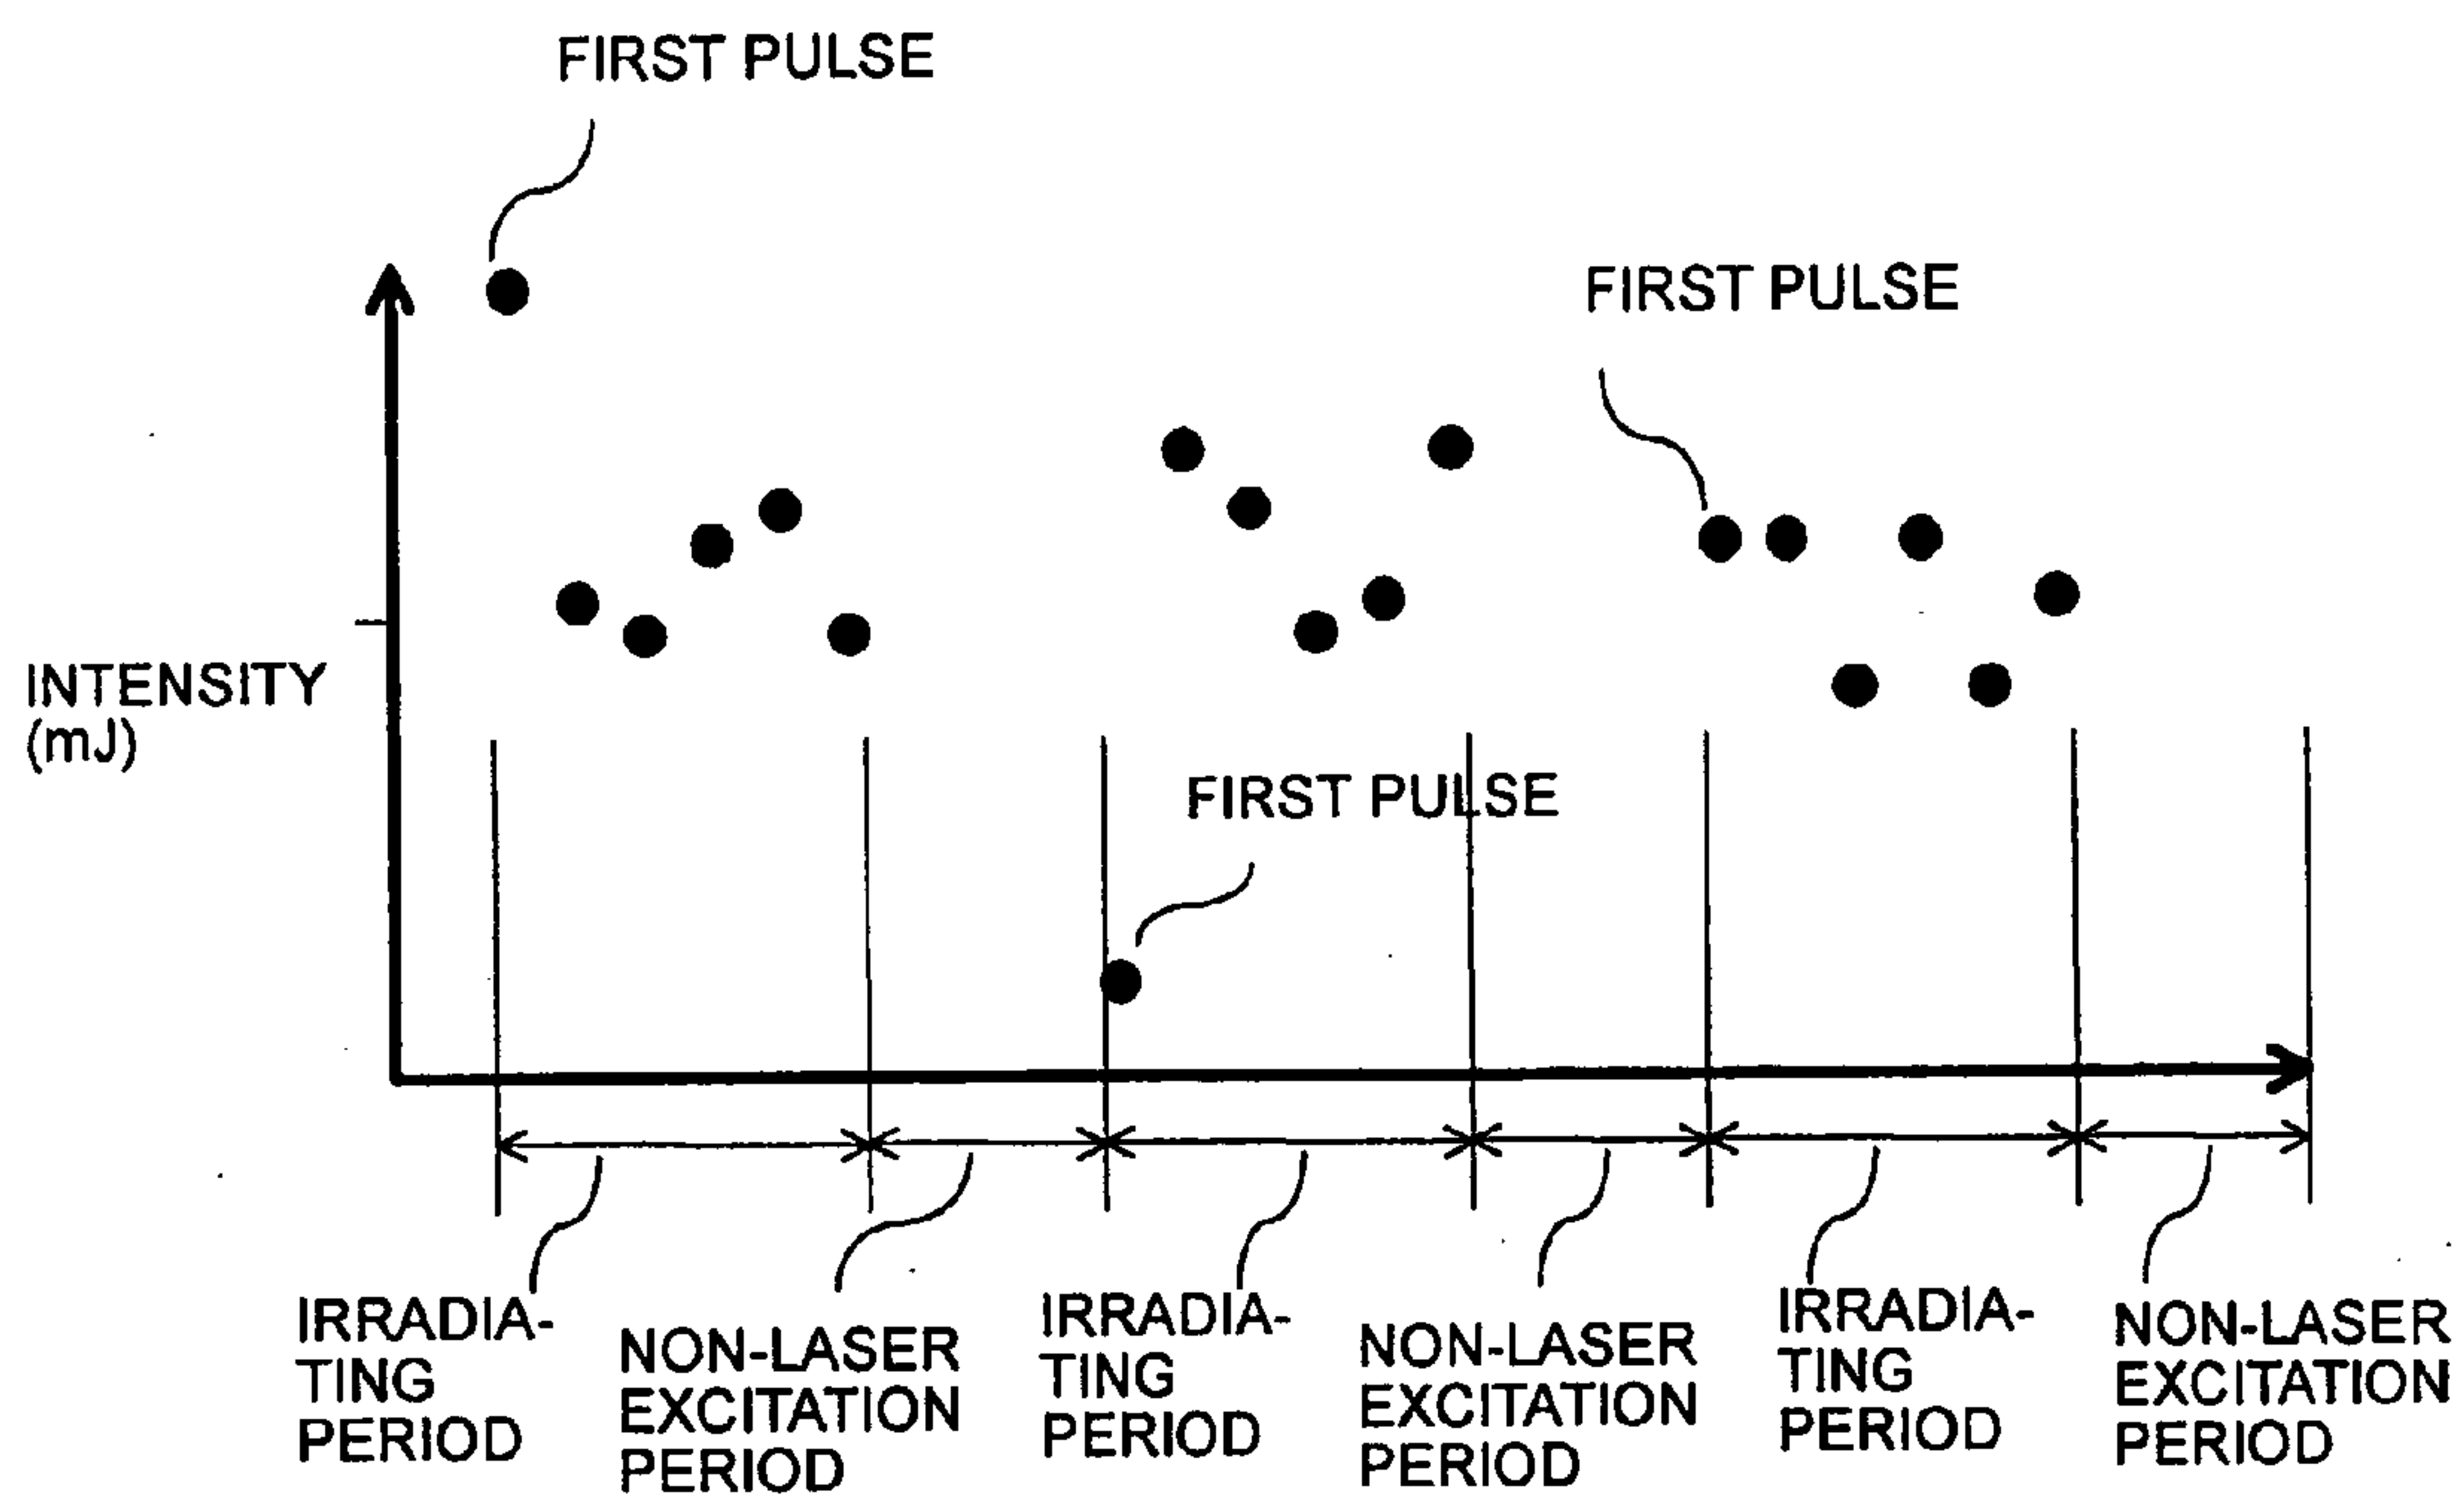 FIRST PULSE
FIRST PULSE
INTENSITY
(mJ)
FIRST PULSE
IRRADIA-
TING
PERIOD
NON-LASER
EXCITATION
PERIOD
IRRADIA-
TING
PERIOD
NON-LASER
EXCITATION
PERIOD
IRRADIA-
TING
PERIOD
NON-LASER
EXCITATION
PERIOD